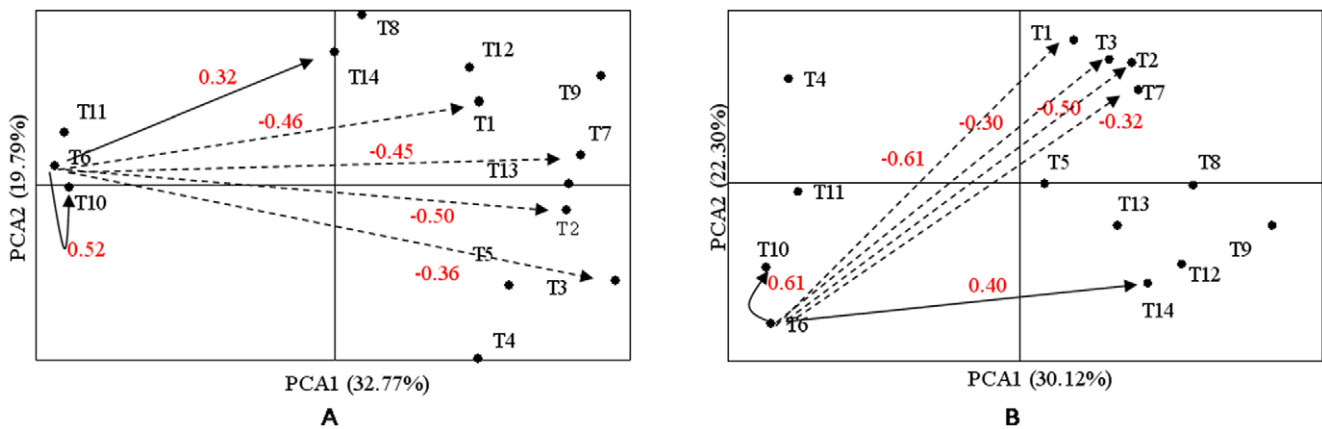 T8
T12
0.32
T14
T9
T11
-0.46
T1
T7
T6
-0.45
T13
T10
-0.50
T2
0.52
T5
-0.36
T3
T4
PCA2 (19.79%)
PCA1 (32.77%)
A
T1
T3
T2
T4
T7
-0.30
-0.50
-0.32
-0.61
T5
T8
T11
T13
T10
T9
0.61
0.40
T12
T6
T14
PCA2 (22.30%)
PCA1 (30.12%)
B